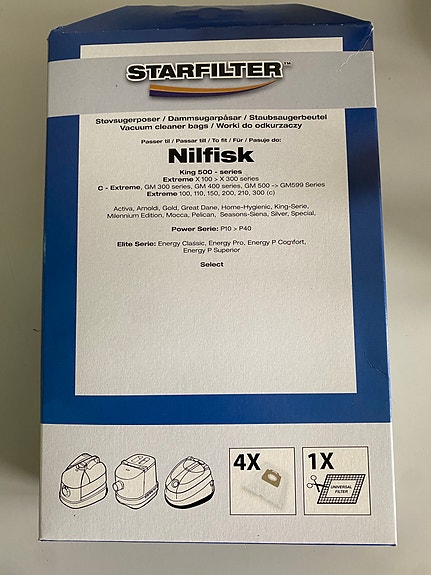 STARFILTER™
Støvsugerposer / Dammsugarpåsar / Staubsaugerbeutel
Vacuum cleaner bags / Worki do odkurzaczy
Passer til / Passar till / To fit / Für / Pasuje do:
Nilfisk
King 500 - series
Extreme X 100 > X 300 series
C - Extreme, GM 300 series, GM 400 series, GM 500 -> GM599 Series
Extreme 100, 110, 150, 200, 210, 300 (c)
Activa, Arnoldi, Gold, Great Dane, Home-Hygienic, King-Serie,
Milennium Edition, Mocca, Pelican, Seasons-Siena, Silver, Special,
Power Serie: P10 > P40
Elite Serie: Energy Classic, Energy Pro, Energy P Comfort,
Energy P Superior
Select
4X
1X
UNIVERSAL
FILTER